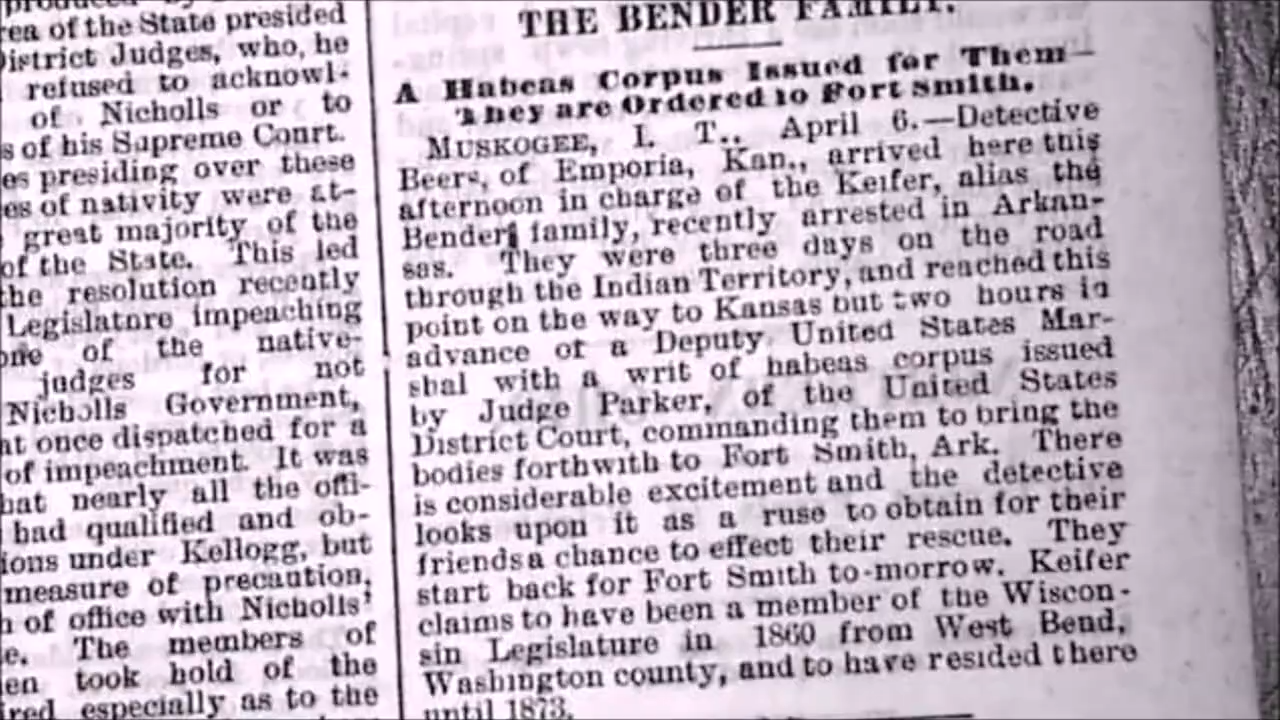 rea of the State presided
District Judges, who, he
refused to acknowl-
of Nicholls or to
s of his Supreme Court.
es presiding over these
es of nativity were at-
great majority of the
of the State. This led
the resolution recently
Legislature impeaching
one of the native-
judges for not
Nicholls Government,
at once dispatched for a
of impeachment. It was
hat nearly all the offi-
had qualified and ob-
ions under Kellogg, but
measure of precaution,
h of office with Nicholls'
e. The members of
en took hold of the
ired especially as to the
THE BENDER FAMILY.
A Habeas Corpus Issued for Them—
They are Ordered to Fort Smith.
MUSKOGEE, I. T., April 6.—Detective
Beers, of Emporia, Kan., arrived here this
afternoon in charge of the Keifer, alias the
Bender family, recently arrested in Arkan-
sas. They were three days on the road
through the Indian Territory, and reached this
point on the way to Kansas but two hours in
advance of a Deputy United States Mar-
shal with a writ of habeas corpus issued
by Judge Parker, of the United States
District Court, commanding them to bring the
bodies forthwith to Fort Smith, Ark. There
is considerable excitement and the detective
looks upon it as a ruse to obtain for their
friends a chance to effect their rescue. They
start back for Fort Smith to-morrow. Keifer
claims to have been a member of the Wiscon-
sin Legislature in 1860 from West Bend,
Washington county, and to have resided there
until 1873.